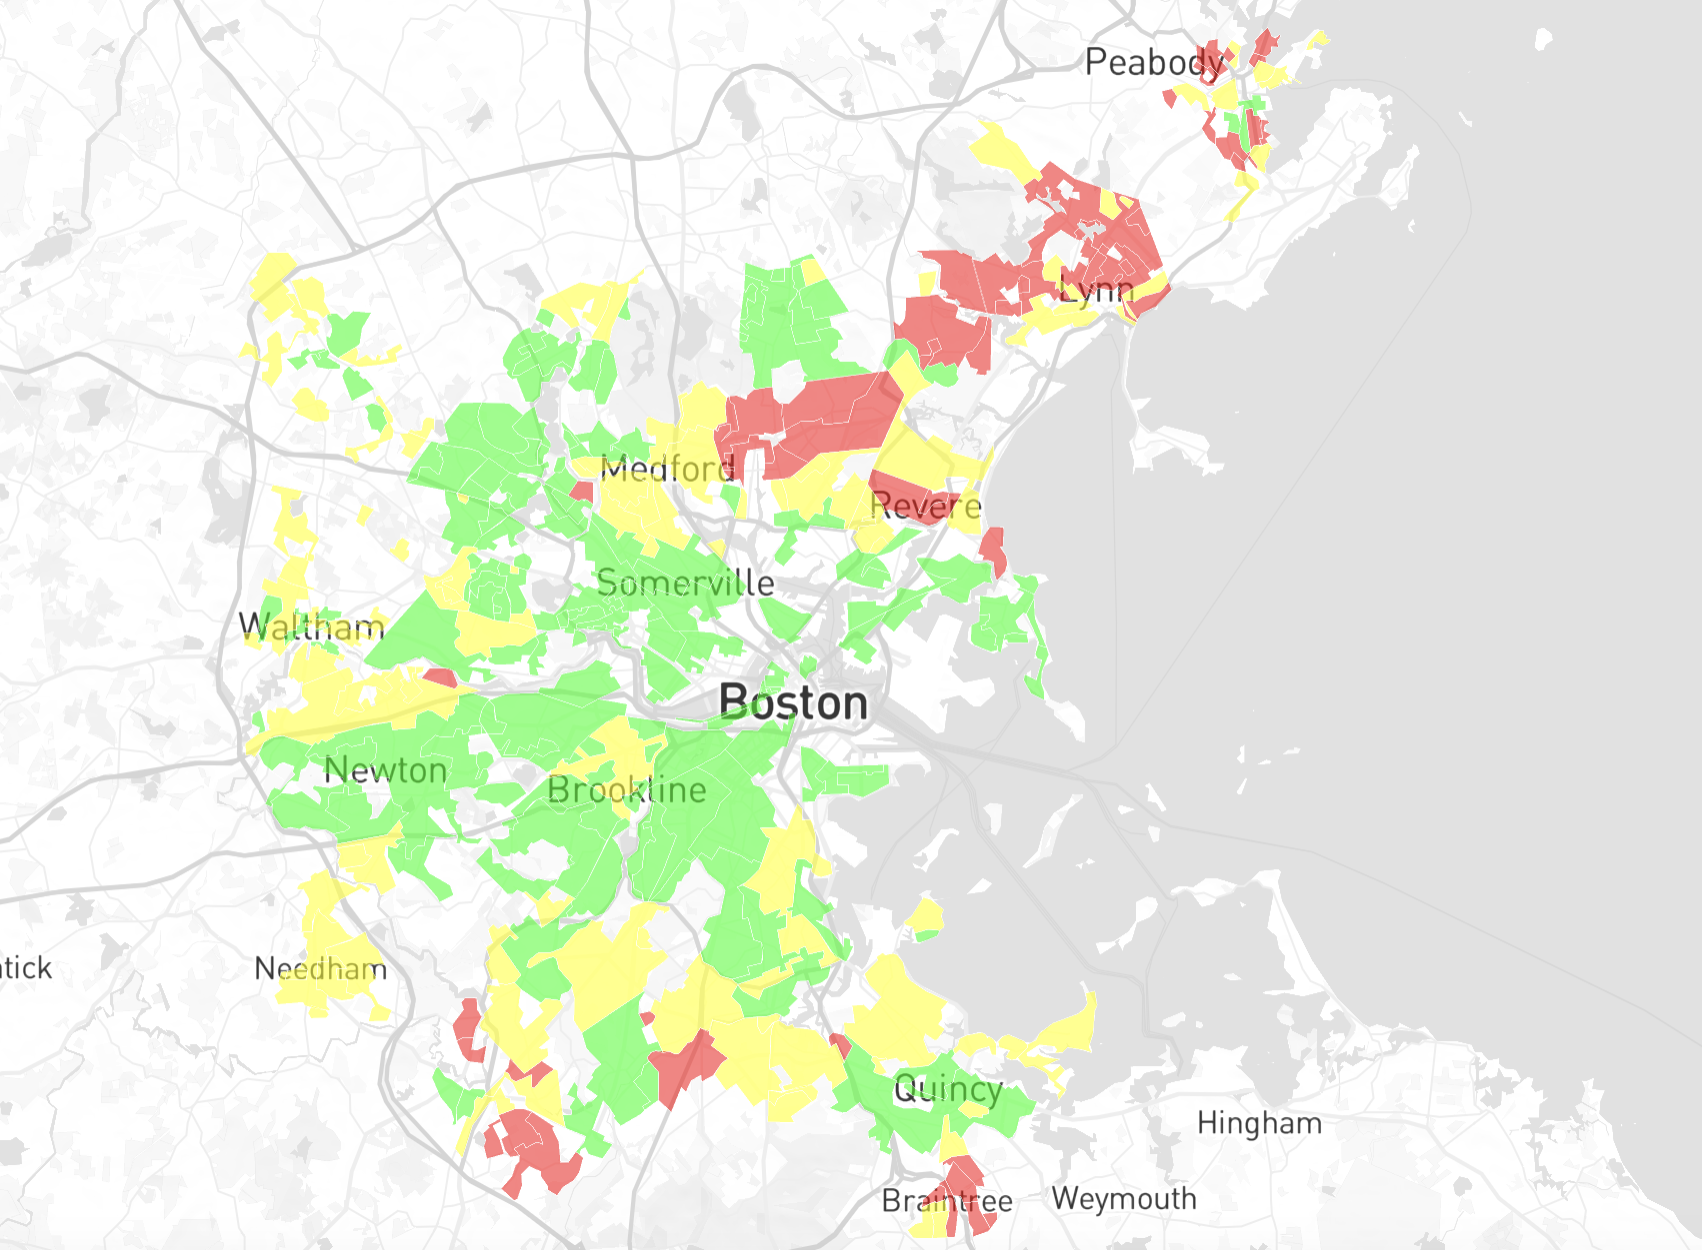 Peabody
Lynn
Medford
Revere
Somerville
Waltham
Boston
Newton
Brookline
Needham
tick
Quincy
Hingham
Braintree
Weymouth